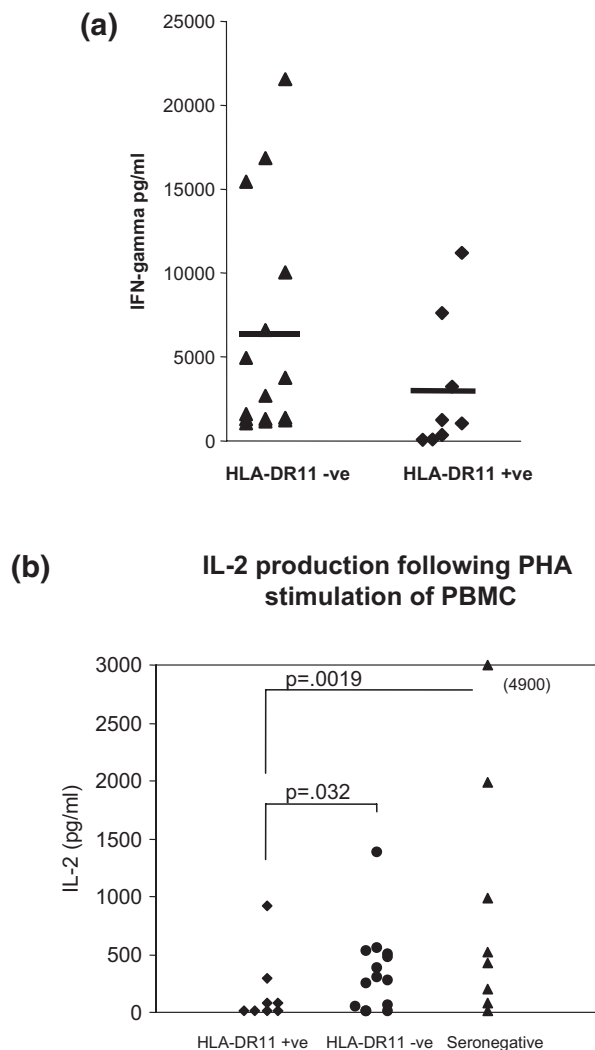 (a)
25000
20000
15000
10000
5000
0
IFN-gamma pg/ml
HLA-DR11 -ve
HLA-DR11 +ve
(b)
IL-2 production following PHA
stimulation of PBMC
3000
2500
2000
1500
1000
500
0
IL-2 (pg/ml)
p=.0019
(4900)
p=.032
HLA-DR11 +ve
HLA-DR11 -ve
Seronegative